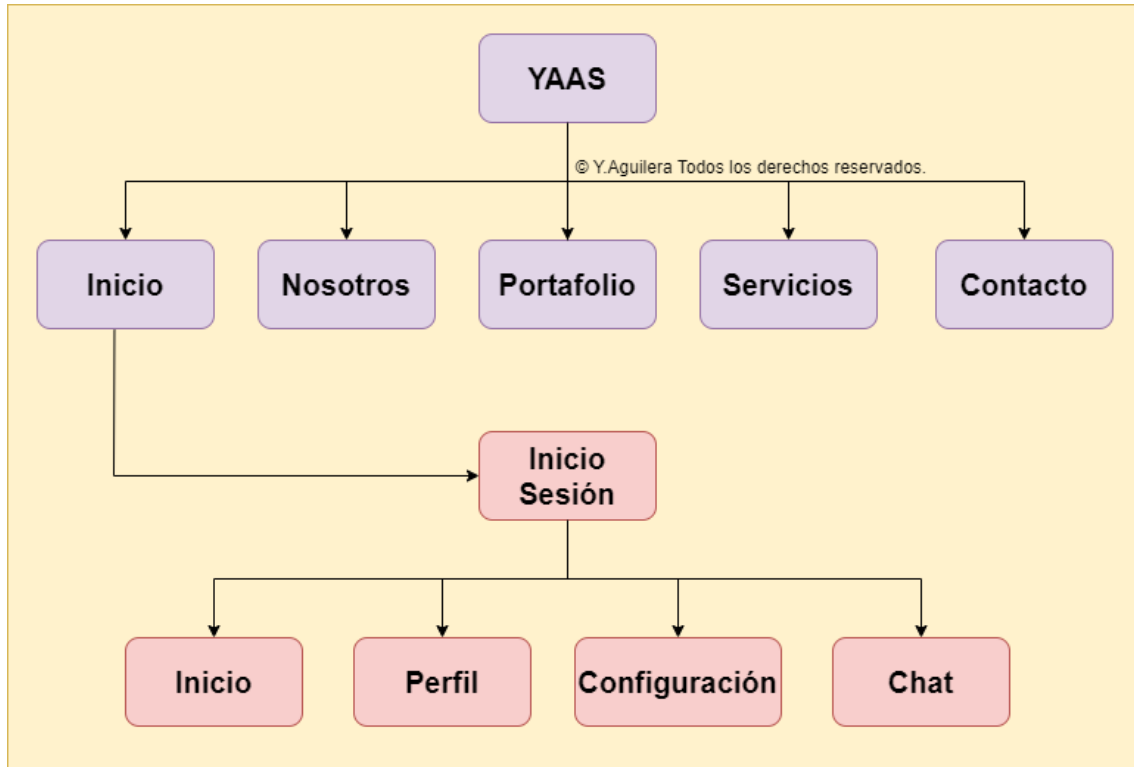 YAAS
© Y.Aguilera Todos los derechos reservados.
Inicio
Nosotros
Portafolio
Servicios
Contacto
Inicio
Sesión
Inicio
Perfil
Configuración
Chat